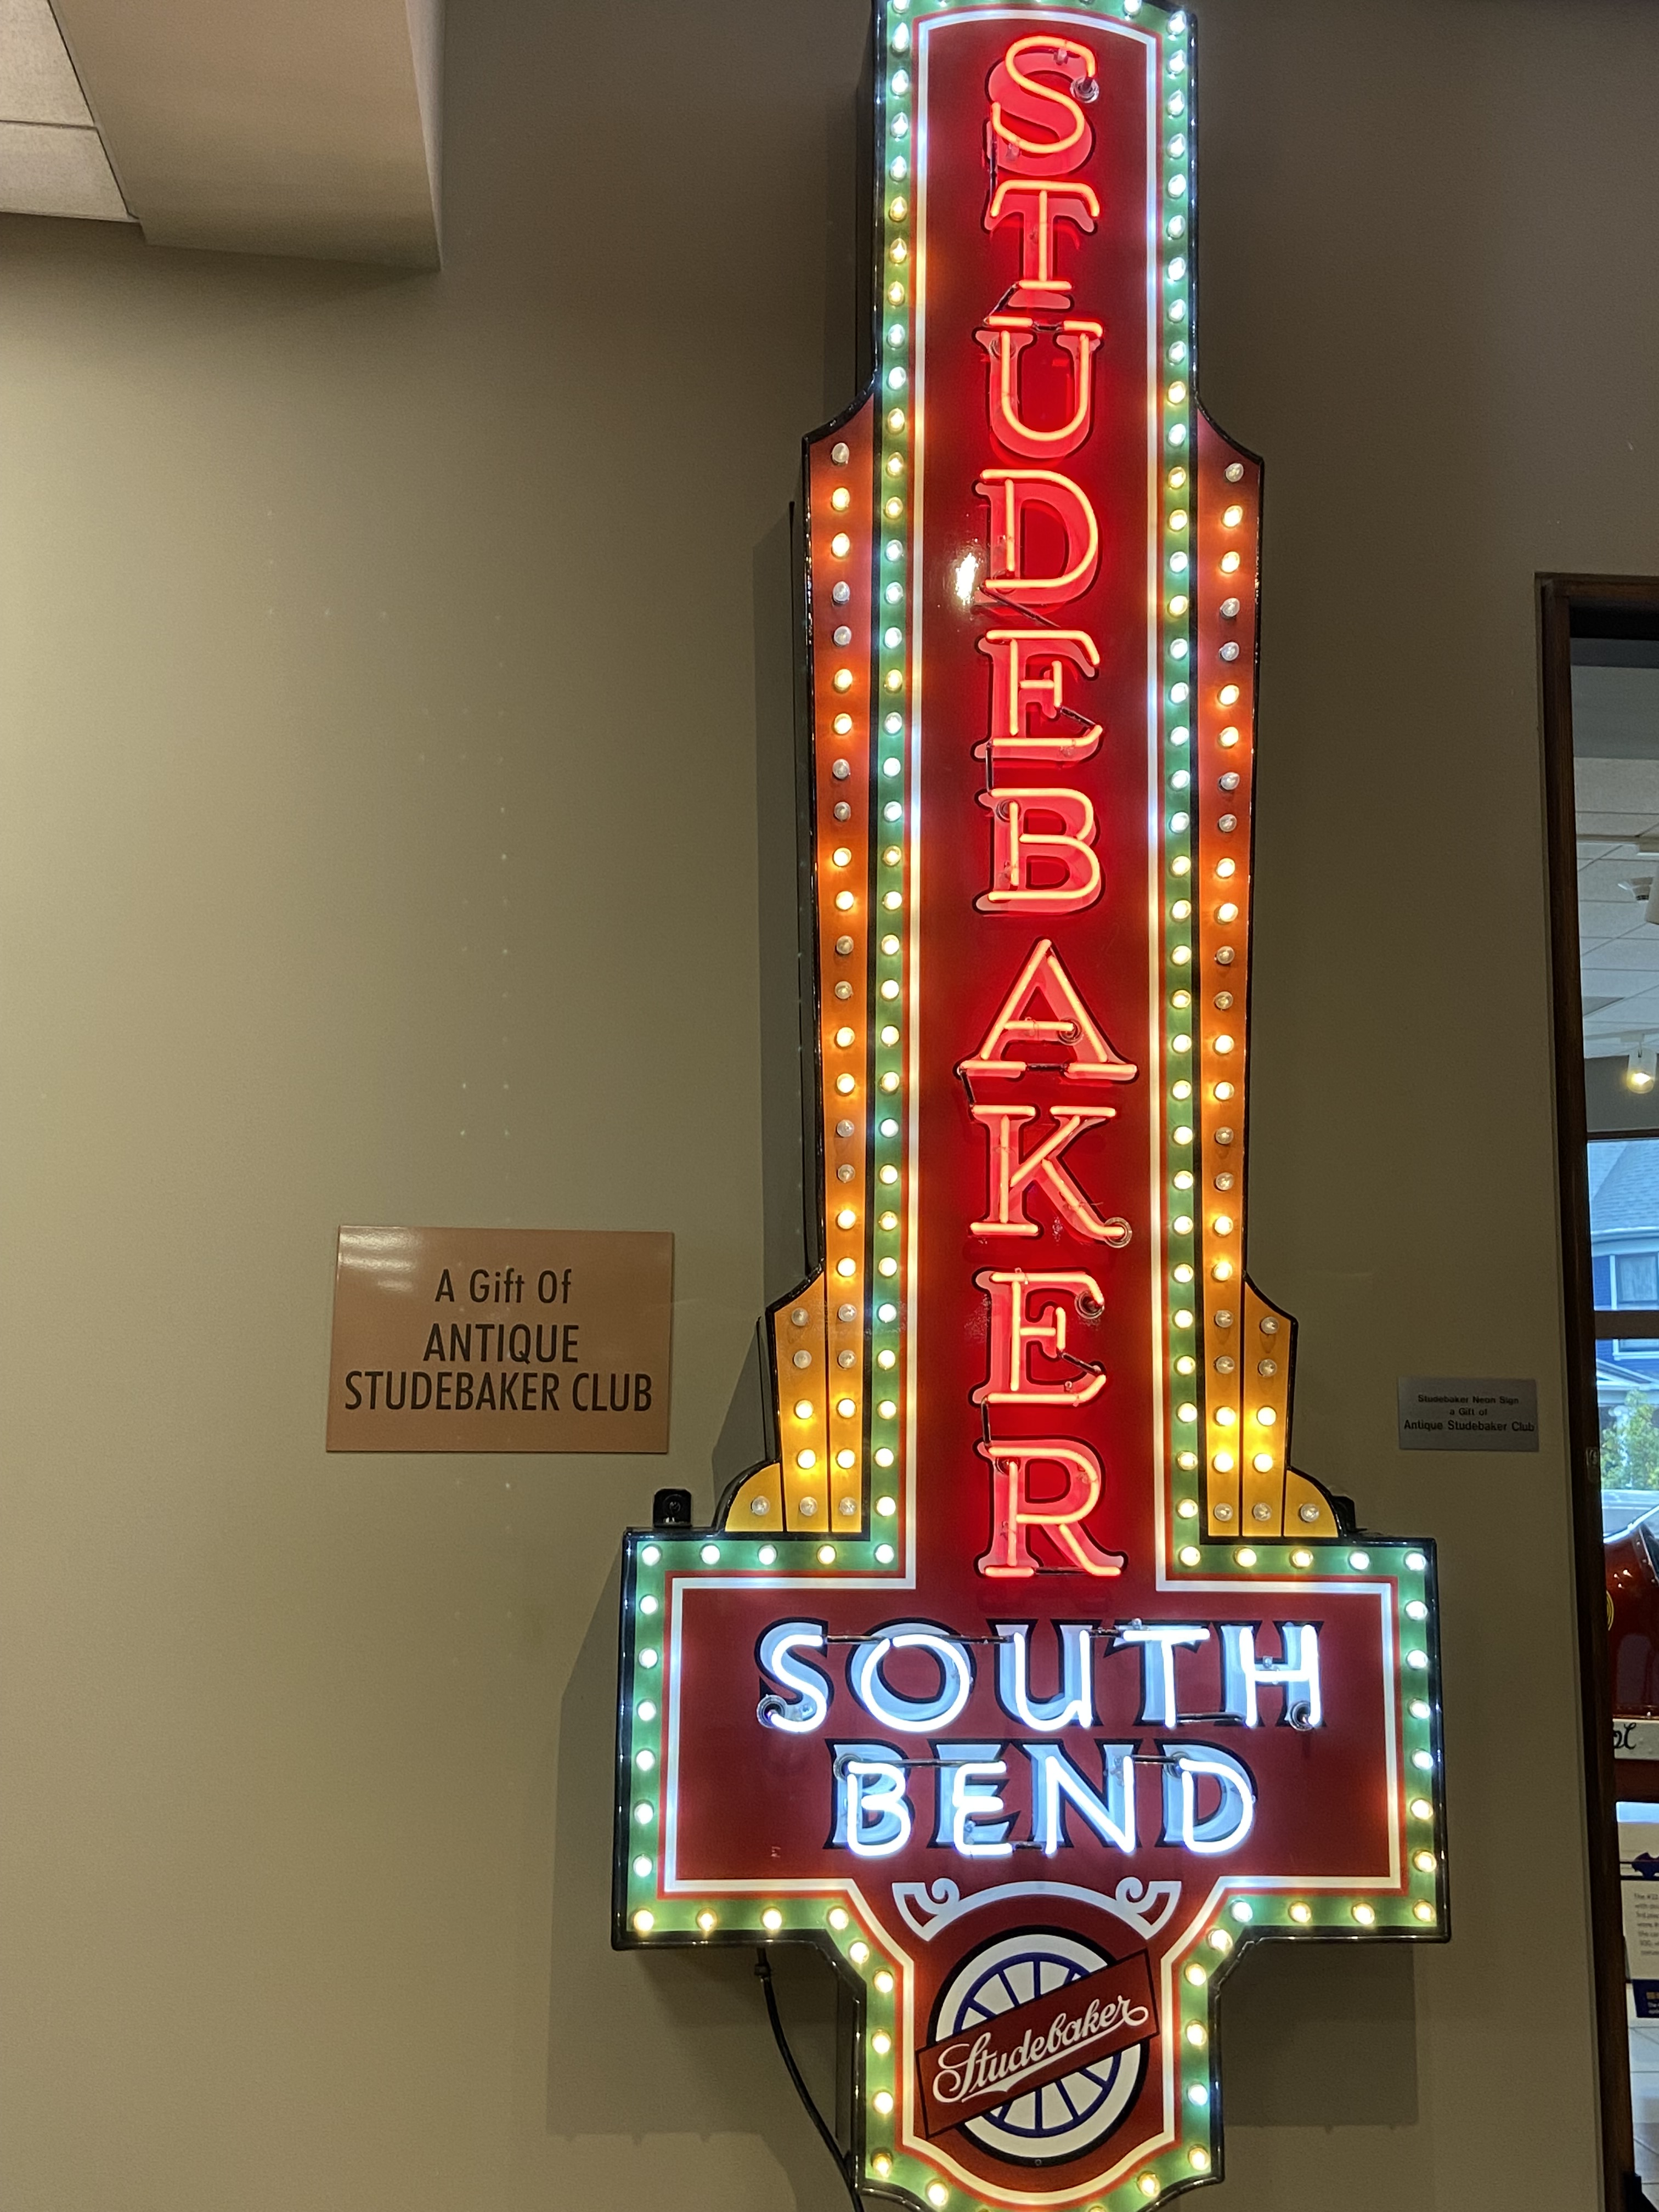 STUDEBAKER
A Gift Of
ANTIQUE
STUDEBAKER CLUB
Studebaker Neon Sign
a Gift of
Antique Studebaker Club
SOUTH
BEND
Studebaker